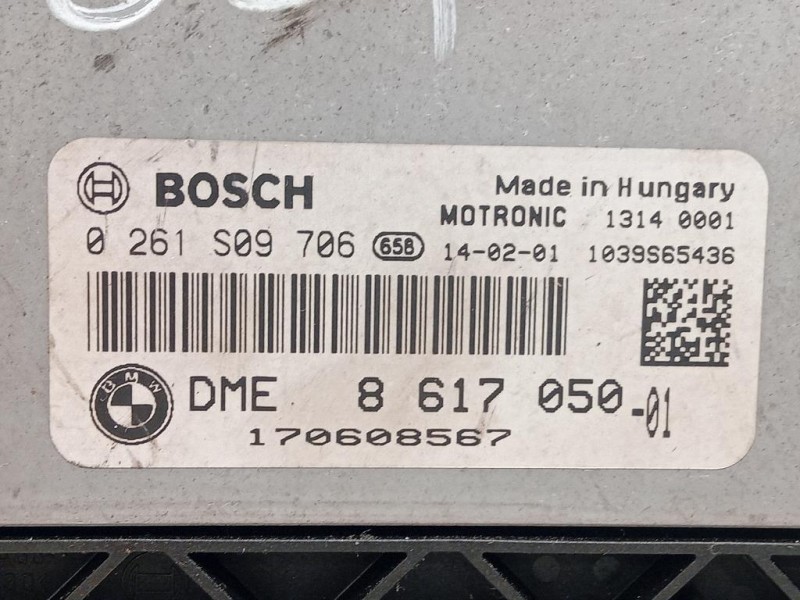 BOSCH
Made in Hungary
MOTRONIC 1314 0001
0 261 S09 706 658 14-02-01 1039S65436
BMW
DME 8 617 050-01
170608567